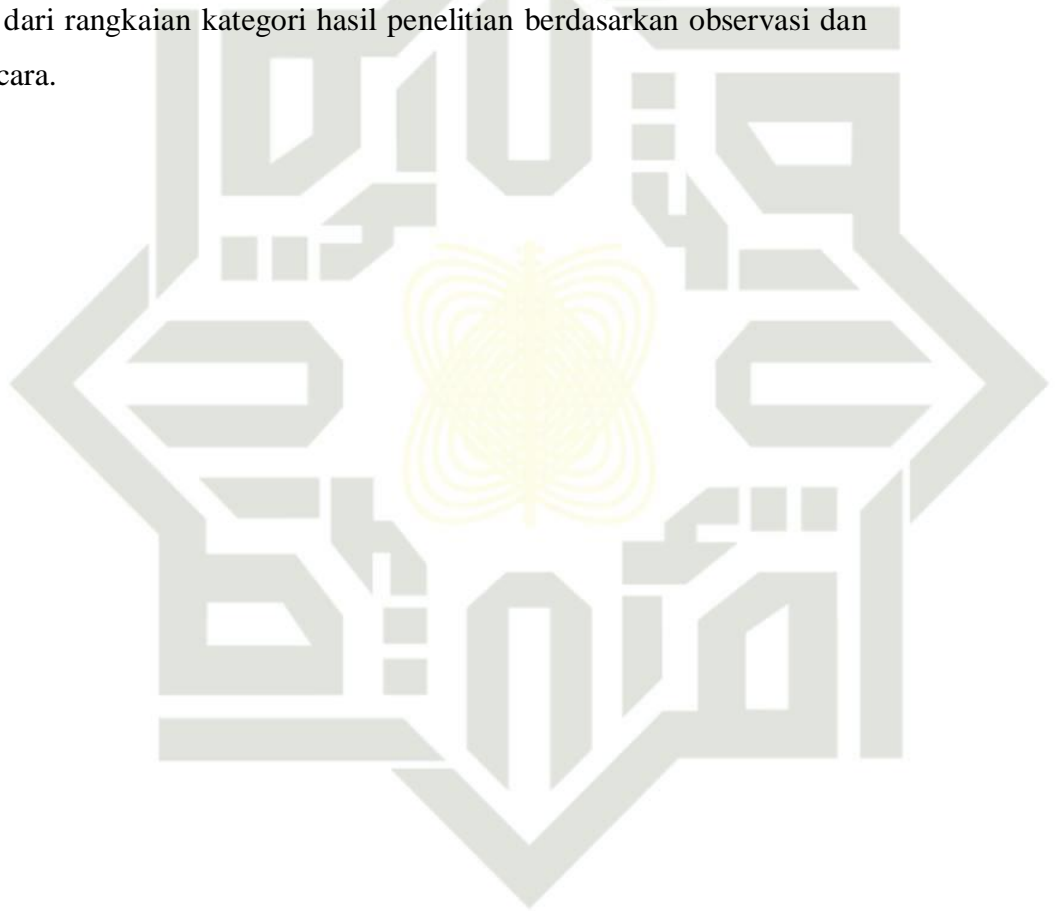 dari rangkaian kategori hasil penelitian berdasarkan observasi dan
cara.